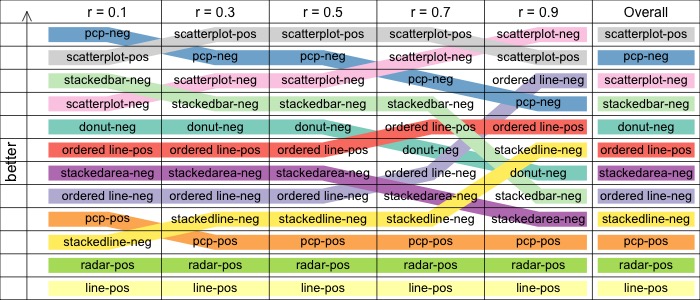 r = 0.1 r = 0.3 r = 0.5 r = 0.7 r = 0.9 Overall
pcp-neg scatterplot-pos scatterplot-pos scatterplot-pos scatterplot-neg scatterplot-pos
scatterplot-pos pcp-neg pcp-neg scatterplot-neg scatterplot-pos pcp-neg
stackedbar-neg scatterplot-neg scatterplot-neg pcp-neg ordered line-neg scatterplot-neg
scatterplot-neg stackedbar-neg stackedbar-neg stackedbar-neg pcp-neg stackedbar-neg
donut-neg donut-neg donut-neg ordered line-pos ordered line-pos donut-neg
ordered line-pos ordered line-pos ordered line-pos donut-neg stackedline-neg ordered line-pos
stackedarea-neg stackedarea-neg stackedarea-neg ordered line-neg donut-neg stackedarea-neg
ordered line-neg ordered line-neg ordered line-neg stackedarea-neg stackedbar-neg ordered line-neg
pcp-pos stackedline-neg stackedline-neg stackedline-neg stackedarea-neg stackedline-neg
stackedline-neg pcp-pos pcp-pos pcp-pos pcp-pos pcp-pos
radar-pos radar-pos radar-pos radar-pos radar-pos radar-pos
line-pos line-pos line-pos line-pos line-pos line-pos
better